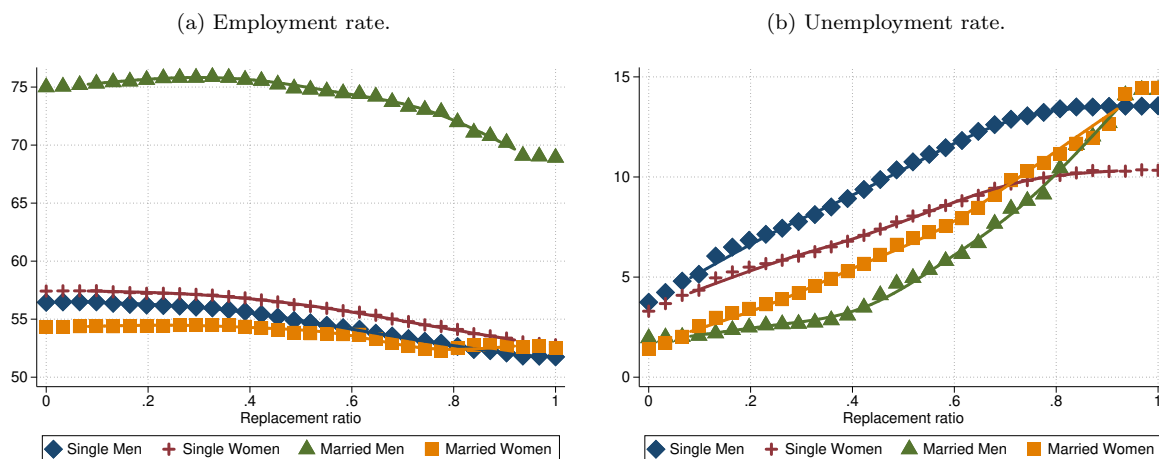 (a) Employment rate.
75
70
65
60
55
50
0 .2 .4 .6 .8 1
Replacement ratio
Single Men Single Women Married Men Married Women
(b) Unemployment rate.
15
10
5
0
0 .2 .4 .6 .8 1
Replacement ratio
Single Men Single Women Married Men Married Women